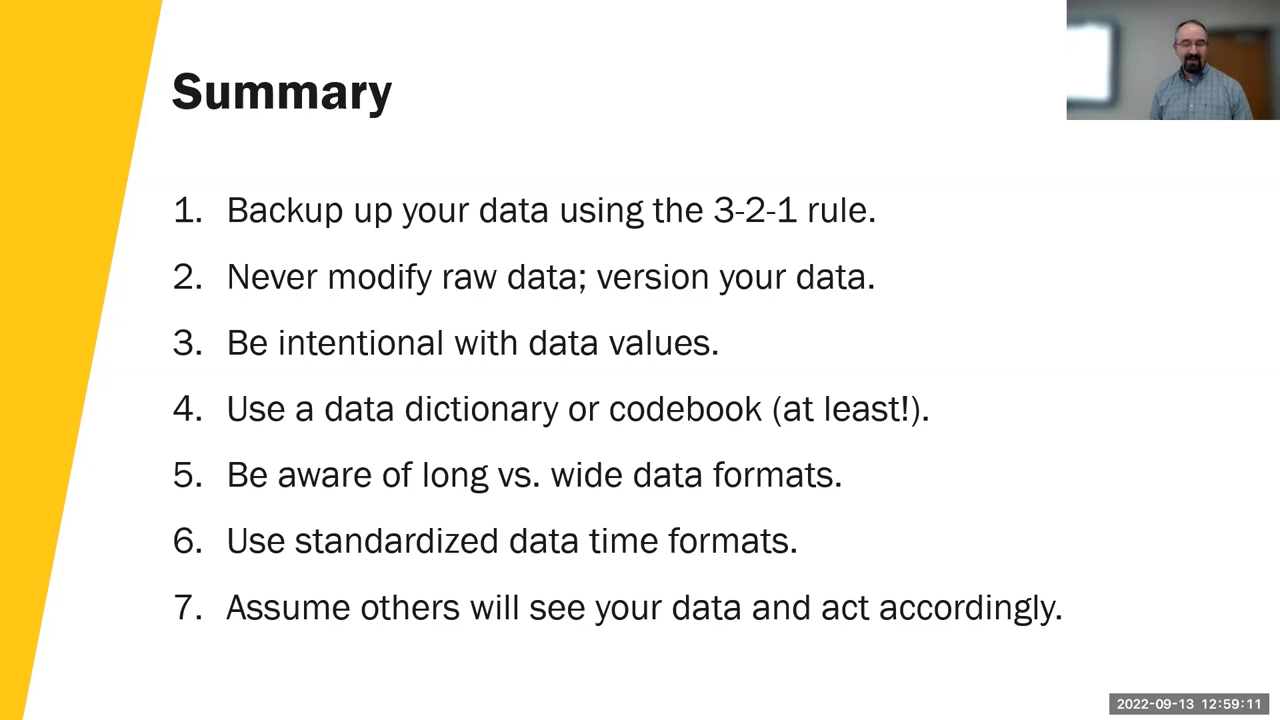 Summary
1. Backup up your data using the 3-2-1 rule.
2. Never modify raw data; version your data.
3. Be intentional with data values.
4. Use a data dictionary or codebook (at least!).
5. Be aware of long vs. wide data formats.
6. Use standardized data time formats.
7. Assume others will see your data and act accordingly.
2022-09-13 12:59:11